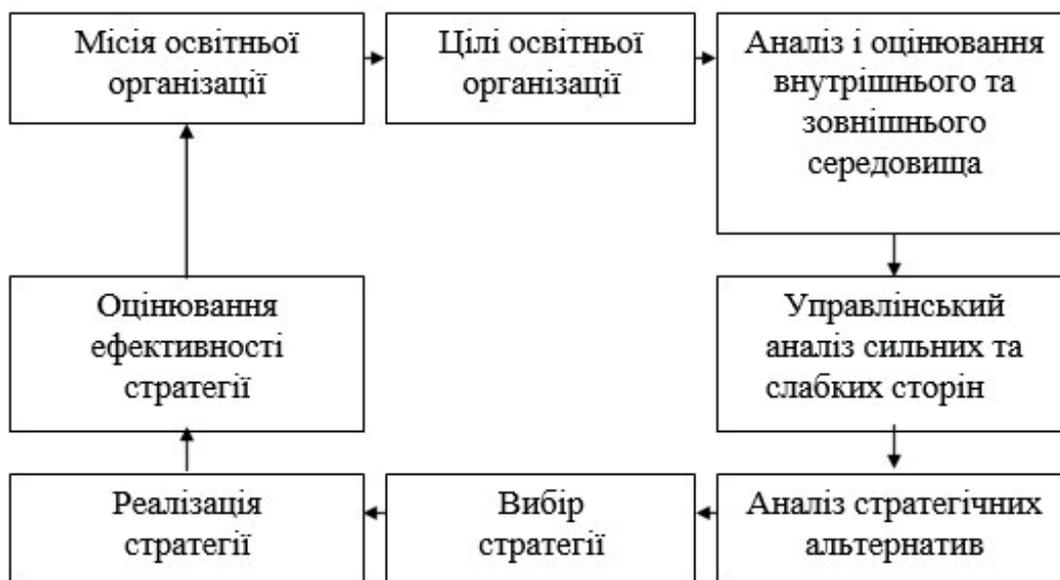 Місія освітньої
організації
Цілі освітньої
організації
Аналіз і оцінювання
внутрішнього та
зовнішнього
середовища
Управлінський
аналіз сильних та
слабких сторін
Аналіз стратегічних
альтернатив
Вибір
стратегії
Реалізація
стратегії
Оцінювання
ефективності
стратегії